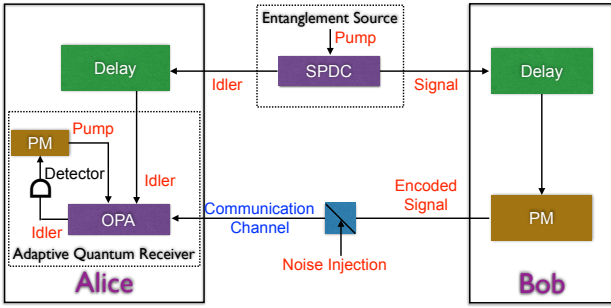 Entanglement Source
Pump
Delay
SPDC
Delay
Idler
Signal
PM
Pump
Detector
Idler
Idler
OPA
Adaptive Quantum Receiver
Communication
Channel
Encoded
Signal
PM
Noise Injection
Alice
Bob